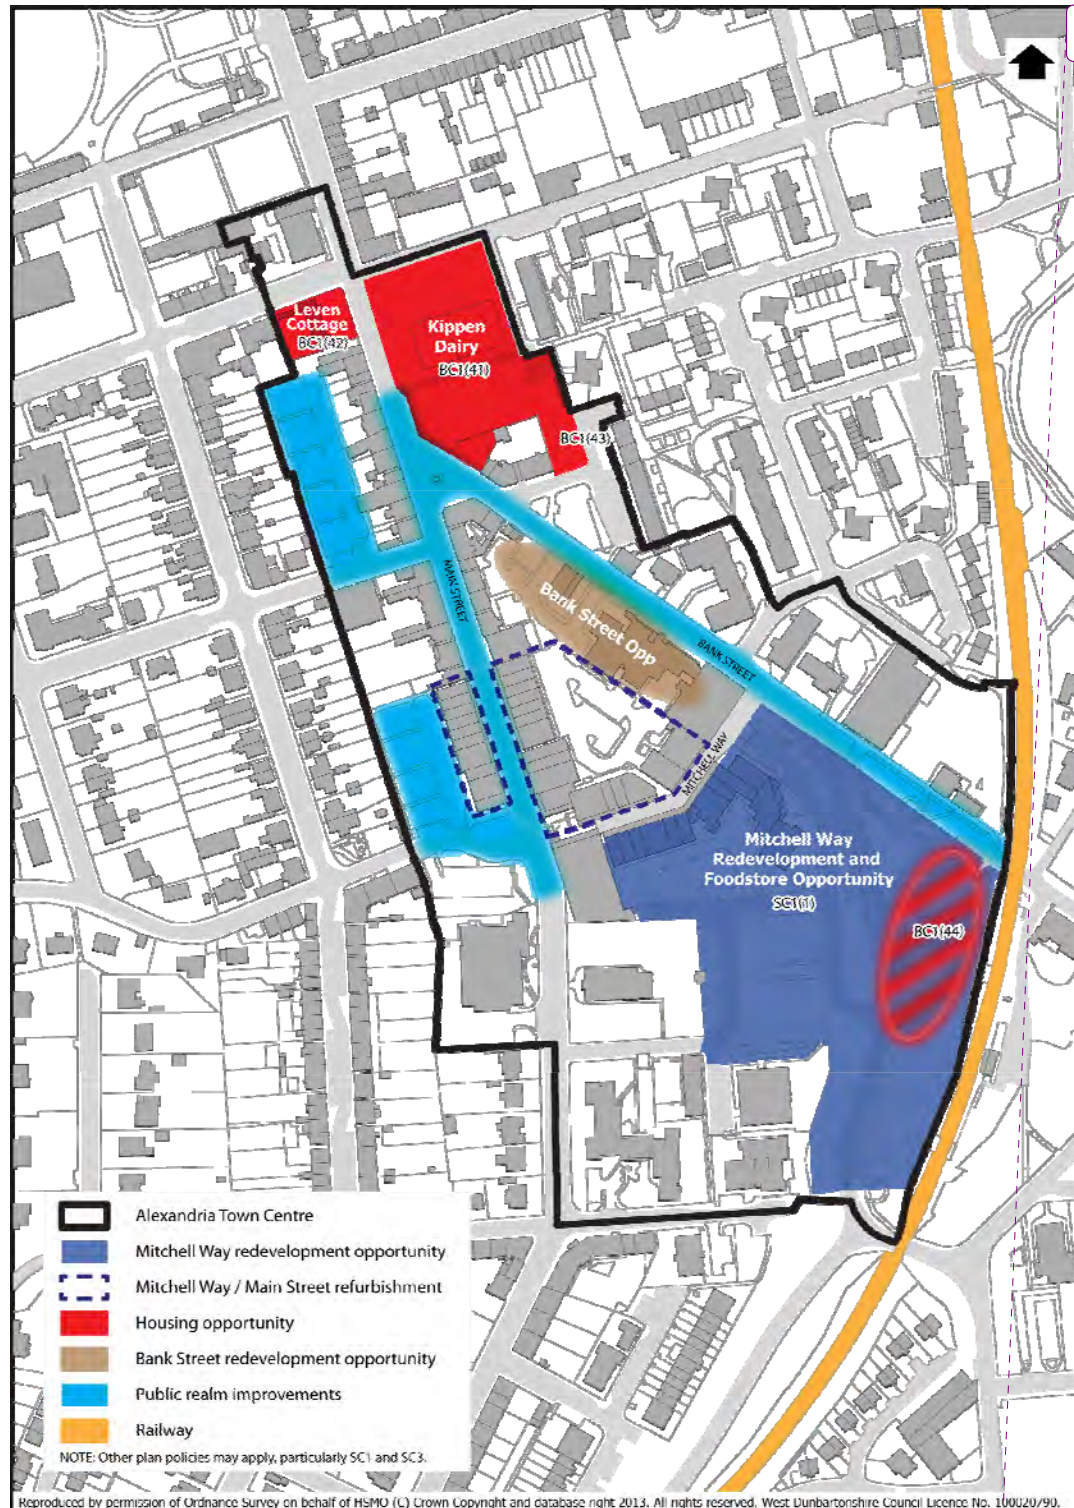 Leven
Cottage
BC1(42)
Kippen
Dairy
BC1(41)
BC1(43)
MAIN STREET
Bank Street Opp
BANK STREET
MITCHELL WAY
Mitchell Way
Redevelopment and
Foodstore Opportunity
SC1(1)
BC1(44)
Alexandria Town Centre
Mitchell Way redevelopment opportunity
Mitchell Way / Main Street refurbishment
Housing opportunity
Bank Street redevelopment opportunity
Public realm improvements
Railway
NOTE: Other plan policies may apply, particularly SC1 and SC3.
Reproduced by permission of Ordnance Survey on behalf of HSMO (C) Crown Copyright and database right 2013. All rights reserved. West Dunbartonshire Council Licence No. 100020790.